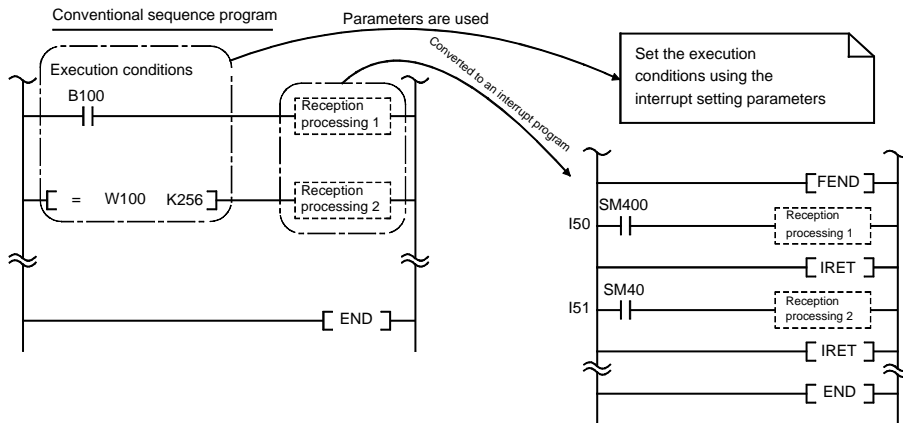 Conventional sequence program
Parameters are used
Execution conditions
B100
Reception
processing 1
= W100 K256
Reception
processing 2
END
Converted to an interrupt program
Set the execution
conditions using the
interrupt setting parameters
FEND
SM400
I50
Reception
processing 1
IRET
SM40
I51
Reception
processing 2
IRET
END